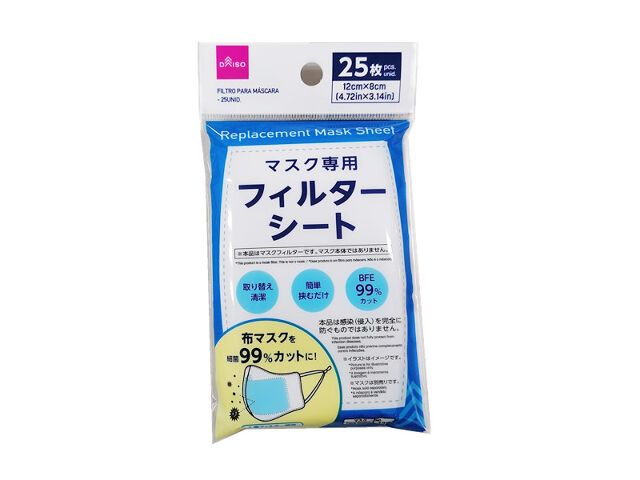 DAISO
FILTRO PARA MÁSCARA
- 25UNID.
25枚 pcs. unid.
12cm×8cm
(4.72in×3.14in)
Replacement Mask Sheet
マスク専用
フィルター
シート
※本品はマスクフィルターです。マスク本体ではありません。
取り替え
清潔
簡単
挟むだけ
BFE
99%
カット
本品は感染(侵入)を完全に
防ぐものではありません。
※イラストはイメージです。
※マスクは別売りです。
布マスクを
細菌99%カットに!